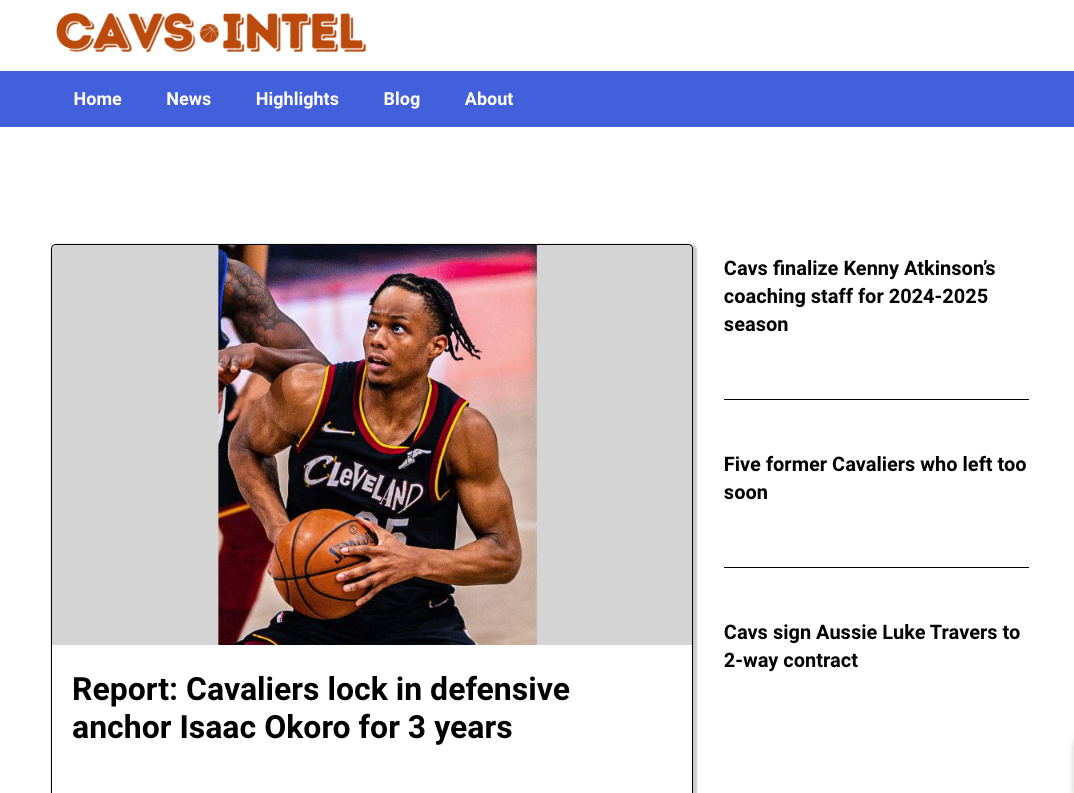 CAVS INTEL
Home News Highlights Blog About
CLEVELAND
35
Report: Cavaliers lock in defensive
anchor Isaac Okoro for 3 years
Cavs finalize Kenny Atkinson’s
coaching staff for 2024-2025
season
Five former Cavaliers who left too
soon
Cavs sign Aussie Luke Travers to
2-way contract